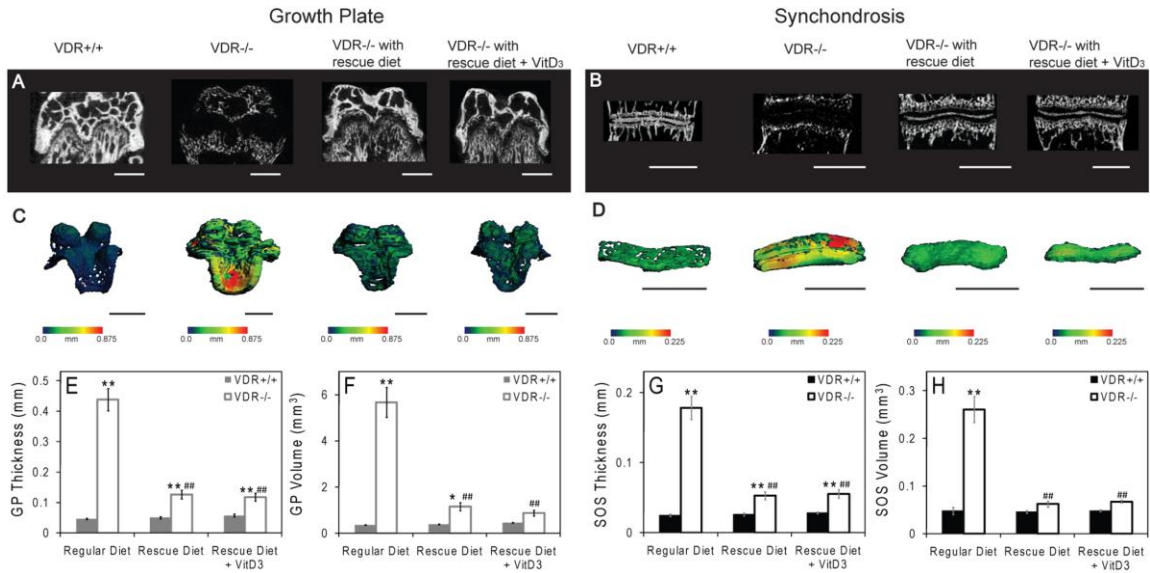 Growth Plate
Synchondrosis
VDR+/+
VDR-/-
VDR-/- with
rescue diet
VDR-/- with
rescue diet + VitD3
VDR+/+
VDR-/-
VDR-/- with
rescue diet
VDR-/- with
rescue diet + VitD3
A
B
C
D
0.0 mm 0.875
0.0 mm 0.875
0.0 mm 0.875
0.0 mm 0.875
0.0 mm 0.225
0.0 mm 0.225
0.0 mm 0.225
0.0 mm 0.225
E
GP Thickness (mm)
0.5
0.4
0.3
0.2
0.1
0
**
** ##
** ##
VDR+/+
VDR-/-
Regular Diet
Rescue Diet
Rescue Diet
+ VitD3
F
GP Volume (mm3)
6
4
2
0
**
* ##
##
VDR+/+
VDR-/-
Regular Diet
Rescue Diet
Rescue Diet
+ VitD3
G
SOS Thickness (mm)
0.2
0.1
0
**
** ##
** ##
VDR+/+
VDR-/-
Regular Diet
Rescue Diet
Rescue Diet
+ VitD3
H
SOS Volume (mm3)
0.3
0.2
0.1
0.0
**
##
##
VDR+/+
VDR-/-
Regular Diet
Rescue Diet
Rescue Diet
+ VitD3